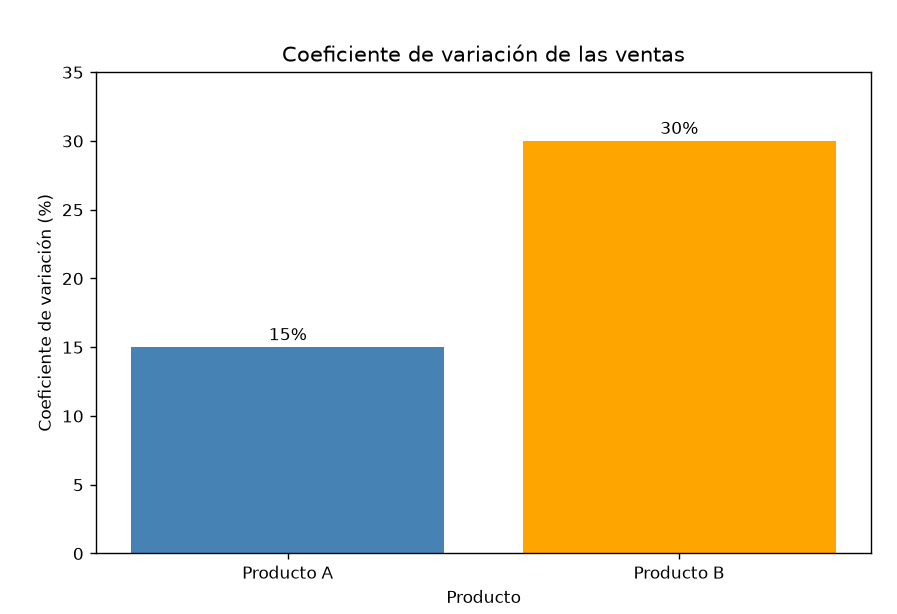 Coeficiente de variación de las ventas
Coeficiente de variación (%)
35
30
25
20
15
10
5
0
15%
30%
Producto A
Producto B
Producto